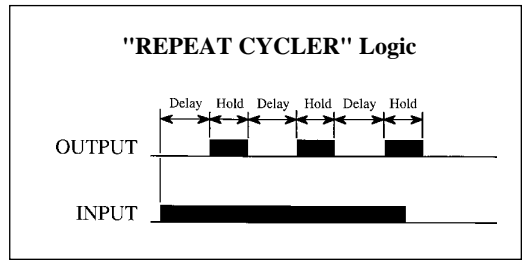 "REPEAT CYCLER" Logic
Delay Hold Delay Hold Delay Hold
OUTPUT
INPUT